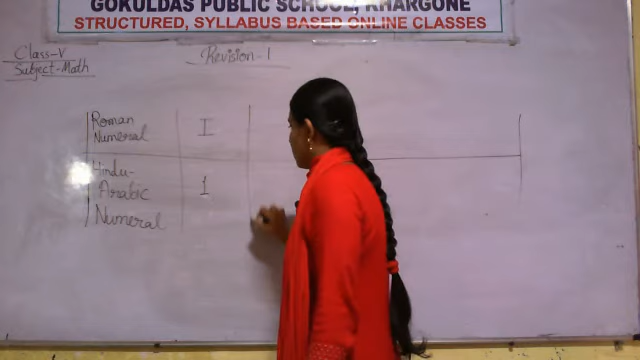 GOKULDAS PUBLIC SCHOOL, KHARGONE
STRUCTURED, SYLLABUS BASED ONLINE CLASSES
Class-V
Subject-Math
Revision-1
Roman
Numeral
I
Hindu-
Arabic
Numeral
1